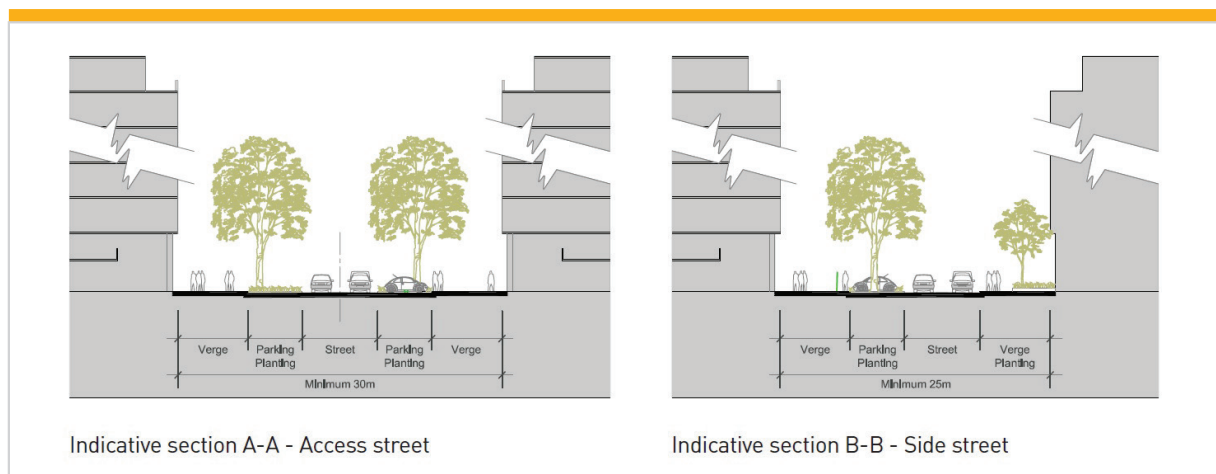 Verge
Parking
Planting
Street
Parking
Planting
Verge
Minimum 30m
Indicative section A-A - Access street
Verge
Parking
Planting
Street
Verge
Planting
Minimum 25m
Indicative section B-B - Side street